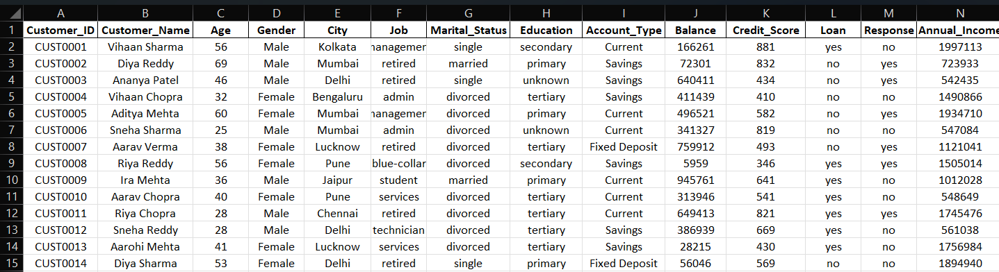 A B C D E F G H I J K L M N
1 Customer_ID Customer_Name Age Gender City Job Marital_Status Education Account_Type Balance Credit_Score Loan Response Annual_Income
2 CUST0001 Vihaan Sharma 56 Male Kolkata managemen single secondary Current 166261 881 yes no 1997113
3 CUST0002 Diya Reddy 69 Male Mumbai retired married primary Savings 72301 832 no yes 723933
4 CUST0003 Ananya Patel 46 Male Delhi retired single unknown Savings 640411 434 no yes 542435
5 CUST0004 Vihaan Chopra 32 Female Bengaluru admin divorced tertiary Savings 411439 410 no no 1490866
6 CUST0005 Aditya Mehta 60 Female Mumbai managemen divorced primary Current 496521 582 no yes 1934710
7 CUST0006 Sneha Sharma 25 Male Mumbai admin divorced unknown Current 341327 819 no no 547084
8 CUST0007 Aarav Verma 38 Female Lucknow retired divorced tertiary Fixed Deposit 759912 493 no yes 1121041
9 CUST0008 Riya Reddy 56 Female Pune blue-collar divorced secondary Savings 5959 346 yes yes 1505014
10 CUST0009 Ira Mehta 36 Male Jaipur student married primary Current 945761 641 yes no 1012028
11 CUST0010 Aarav Chopra 40 Female Pune services divorced tertiary Current 313946 541 yes no 548649
12 CUST0011 Riya Chopra 28 Male Chennai retired divorced tertiary Current 649413 821 yes yes 1745476
13 CUST0012 Sneha Reddy 28 Male Delhi technician divorced tertiary Savings 386939 669 yes no 561038
14 CUST0013 Aarohi Mehta 41 Female Lucknow services divorced tertiary Savings 28215 430 yes no 1756984
15 CUST0014 Diya Sharma 53 Female Delhi retired single primary Fixed Deposit 56046 569 no no 1894940